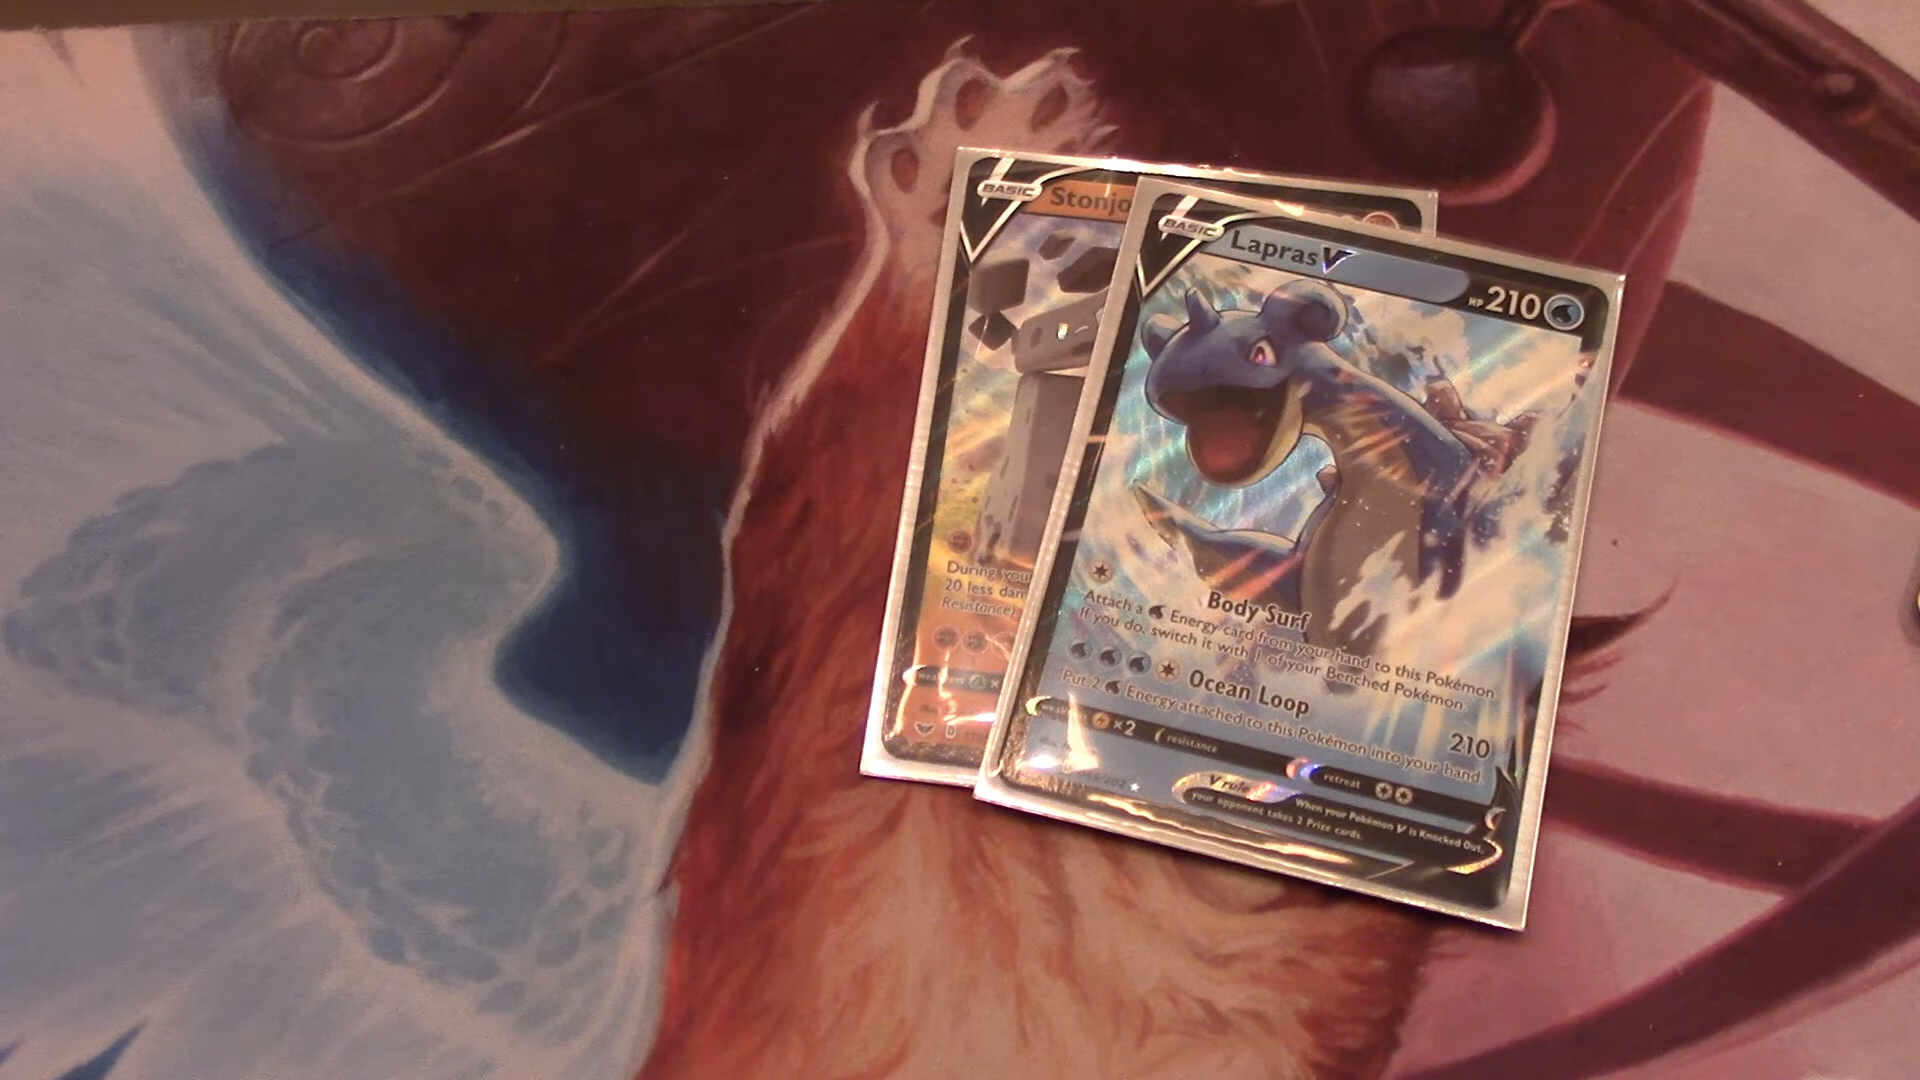 BASIC
Stonjo
During you
20 less dam
Resistance)
D
BASIC
Lapras V
HP 210
Body Surf
Attach a Energy card from your hand to this Pokémon.
If you do, switch it with 1 of your Benched Pokémon.
Ocean Loop
210
Put 2 Energy attached to this Pokémon into your hand.
×2
resistance
retreat
049/202
V rule
When your Pokémon V is Knocked Out,
your opponent takes 2 Prize cards.